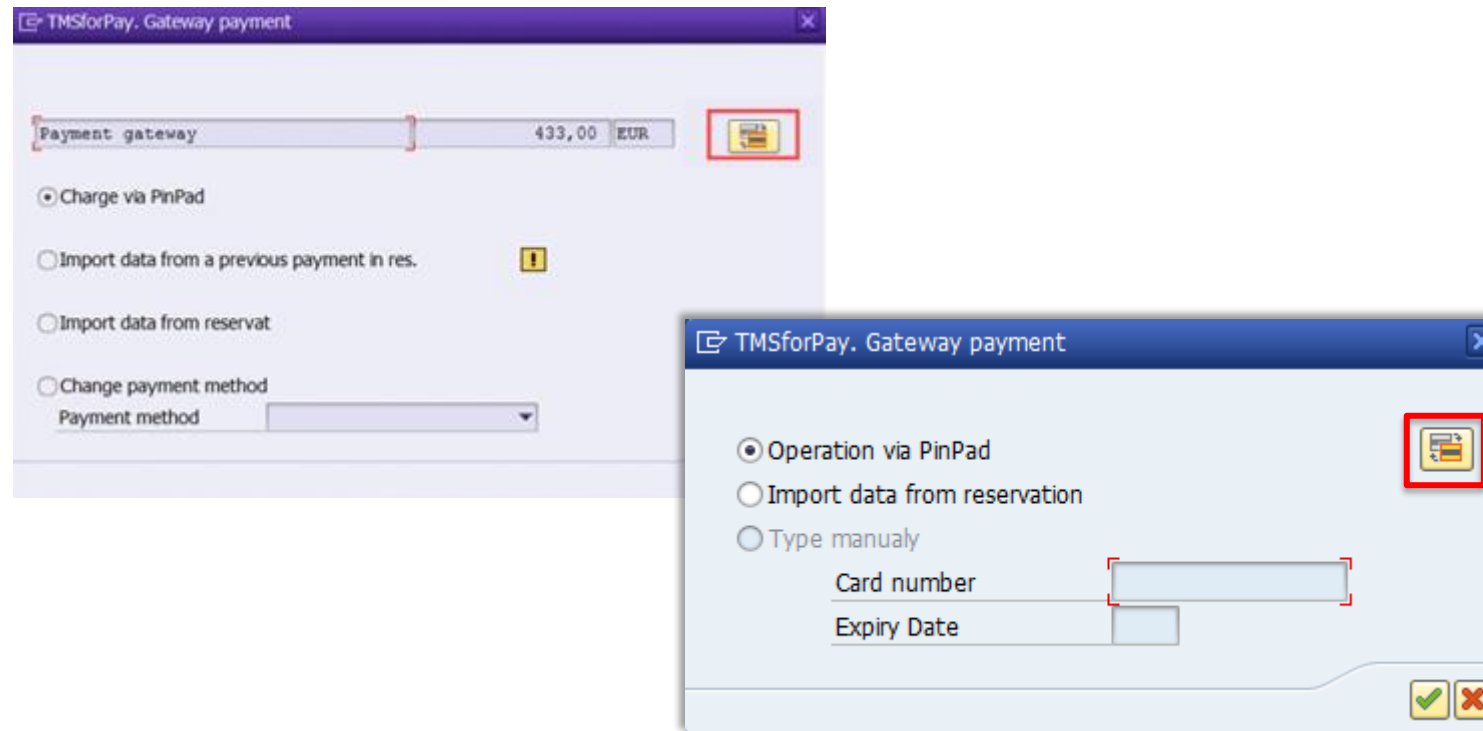 TMSforPay. Gateway payment
Payment gateway 433,00 EUR
Charge via PinPad
Import data from a previous payment in res.
Import data from reservat
Change payment method
Payment method
TMSforPay. Gateway payment
Operation via PinPad
Import data from reservation
Type manualy
Card number
Expiry Date